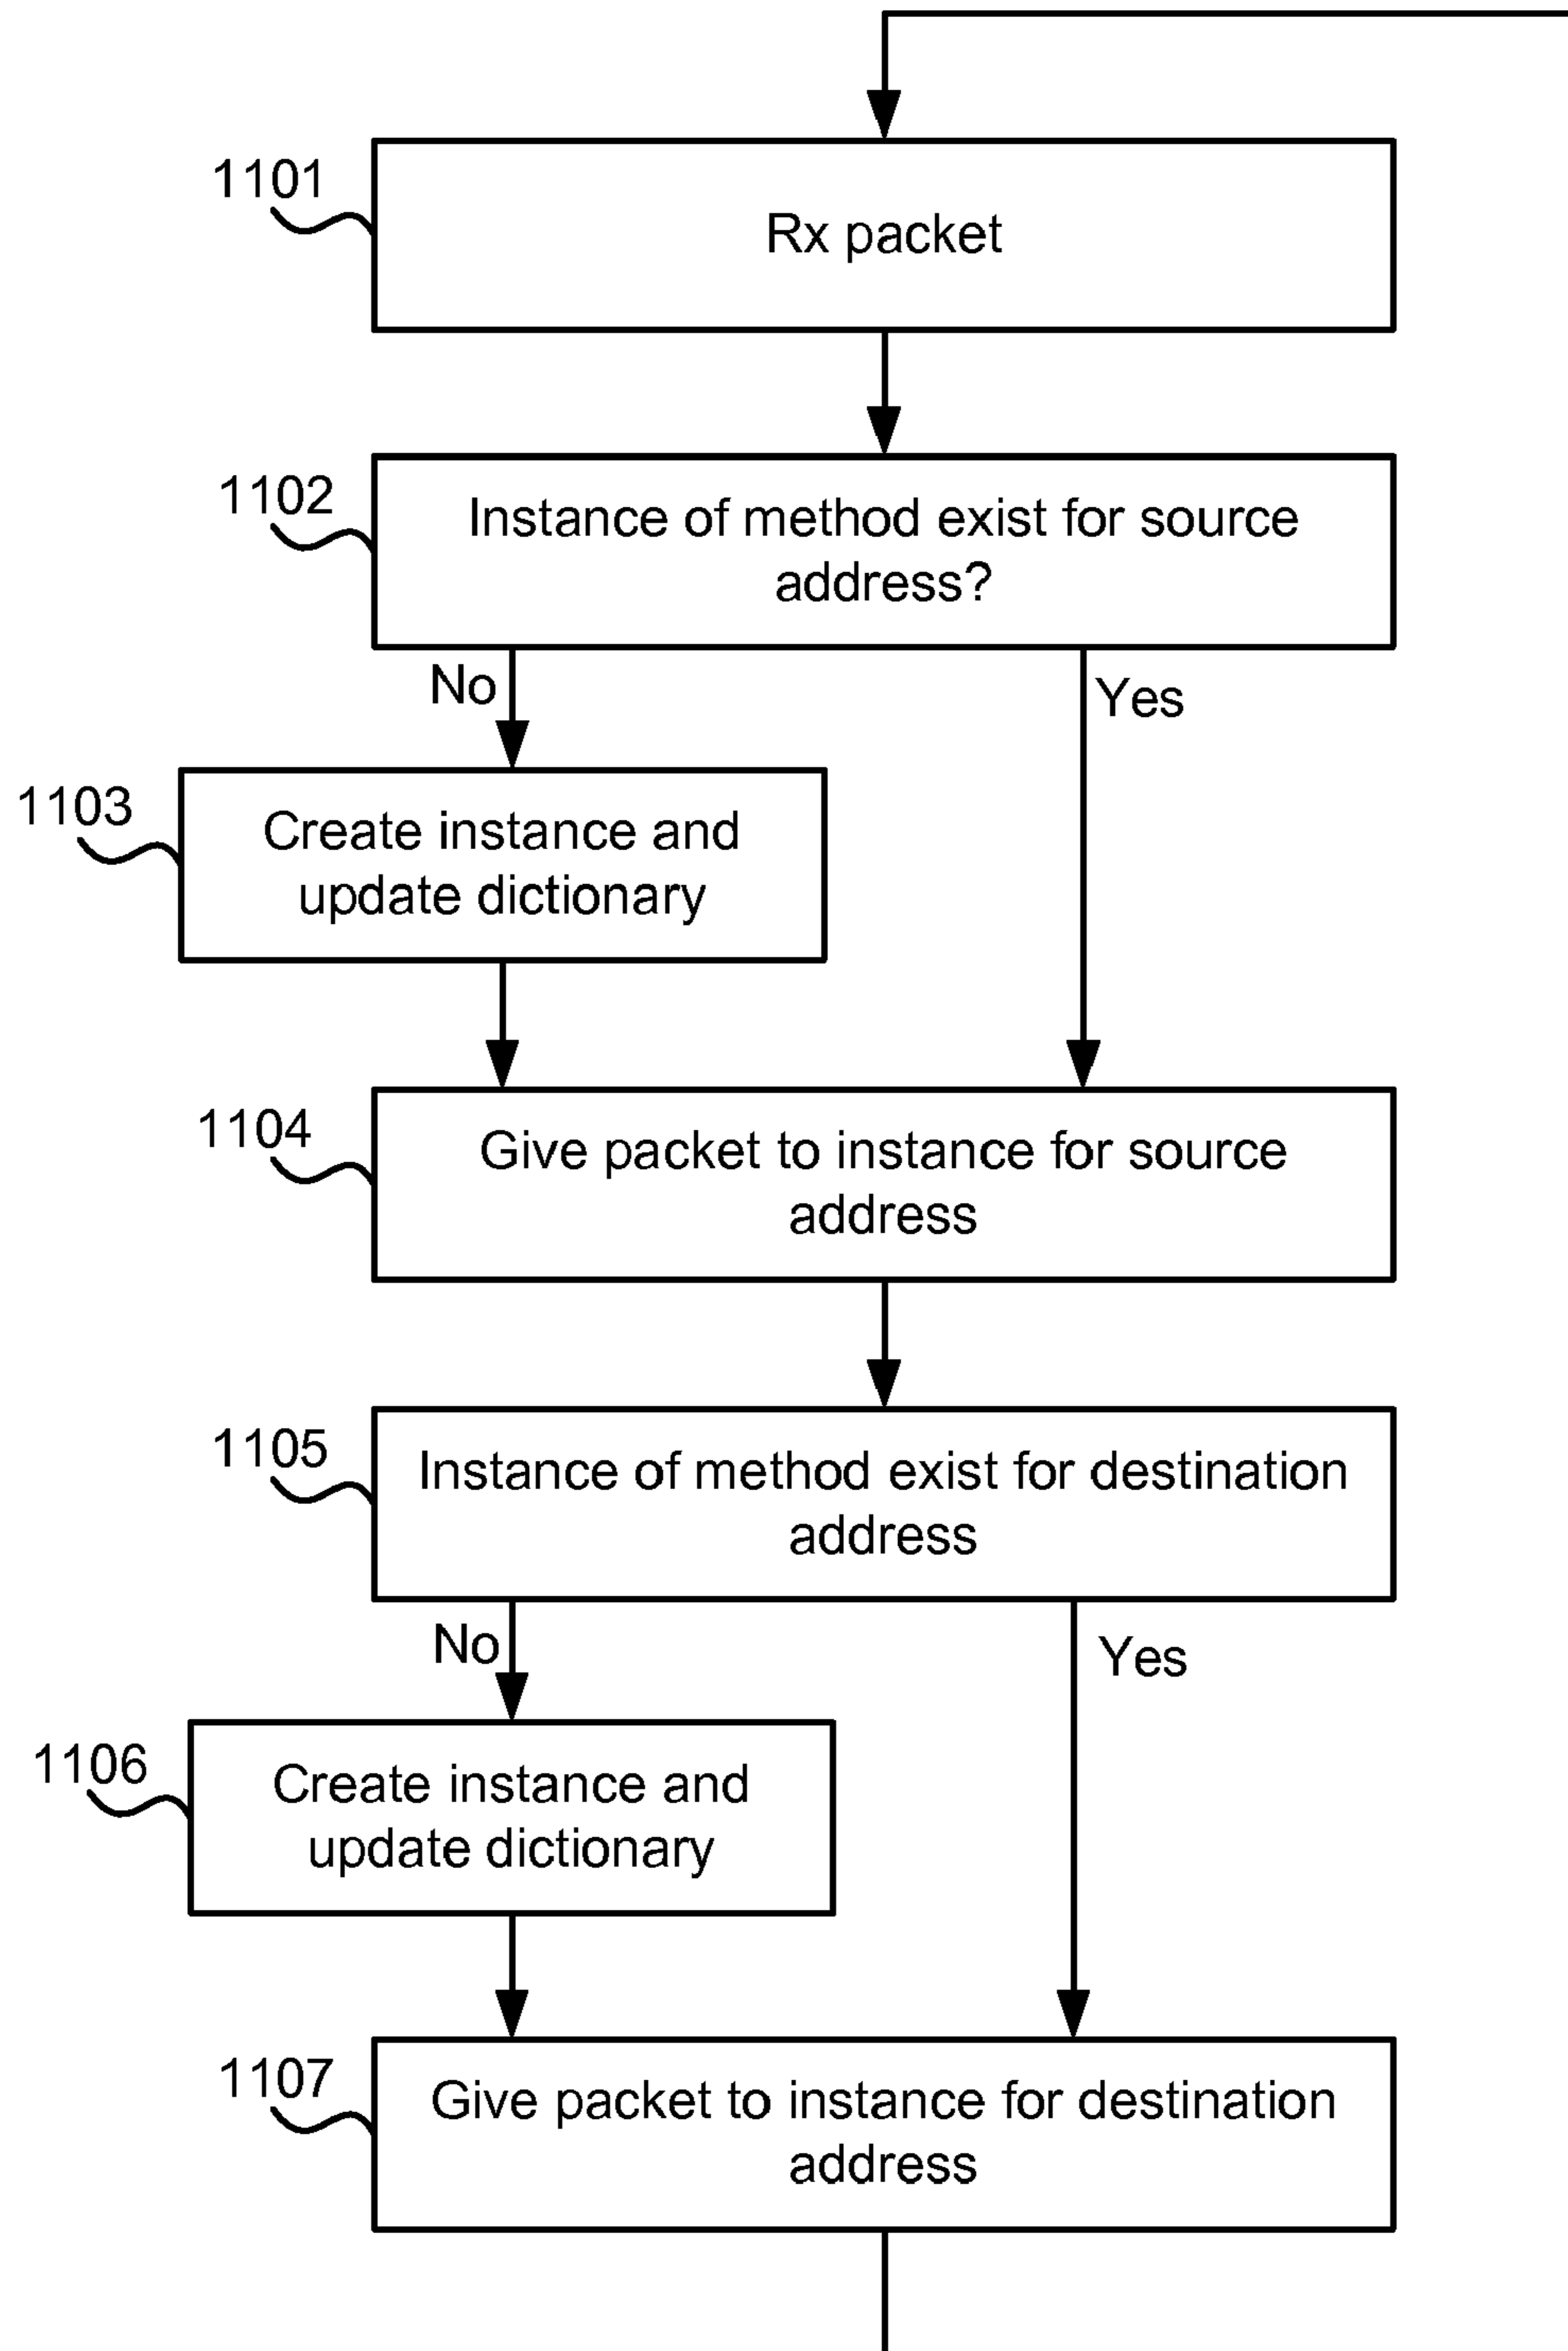 1101
Rx packet
1102
Instance of method exist for source
address?
No
Yes
1103
Create instance and
update dictionary
1104
Give packet to instance for source
address
1105
Instance of method exist for destination
address
No
Yes
1106
Create instance and
update dictionary
1107
Give packet to instance for destination
address